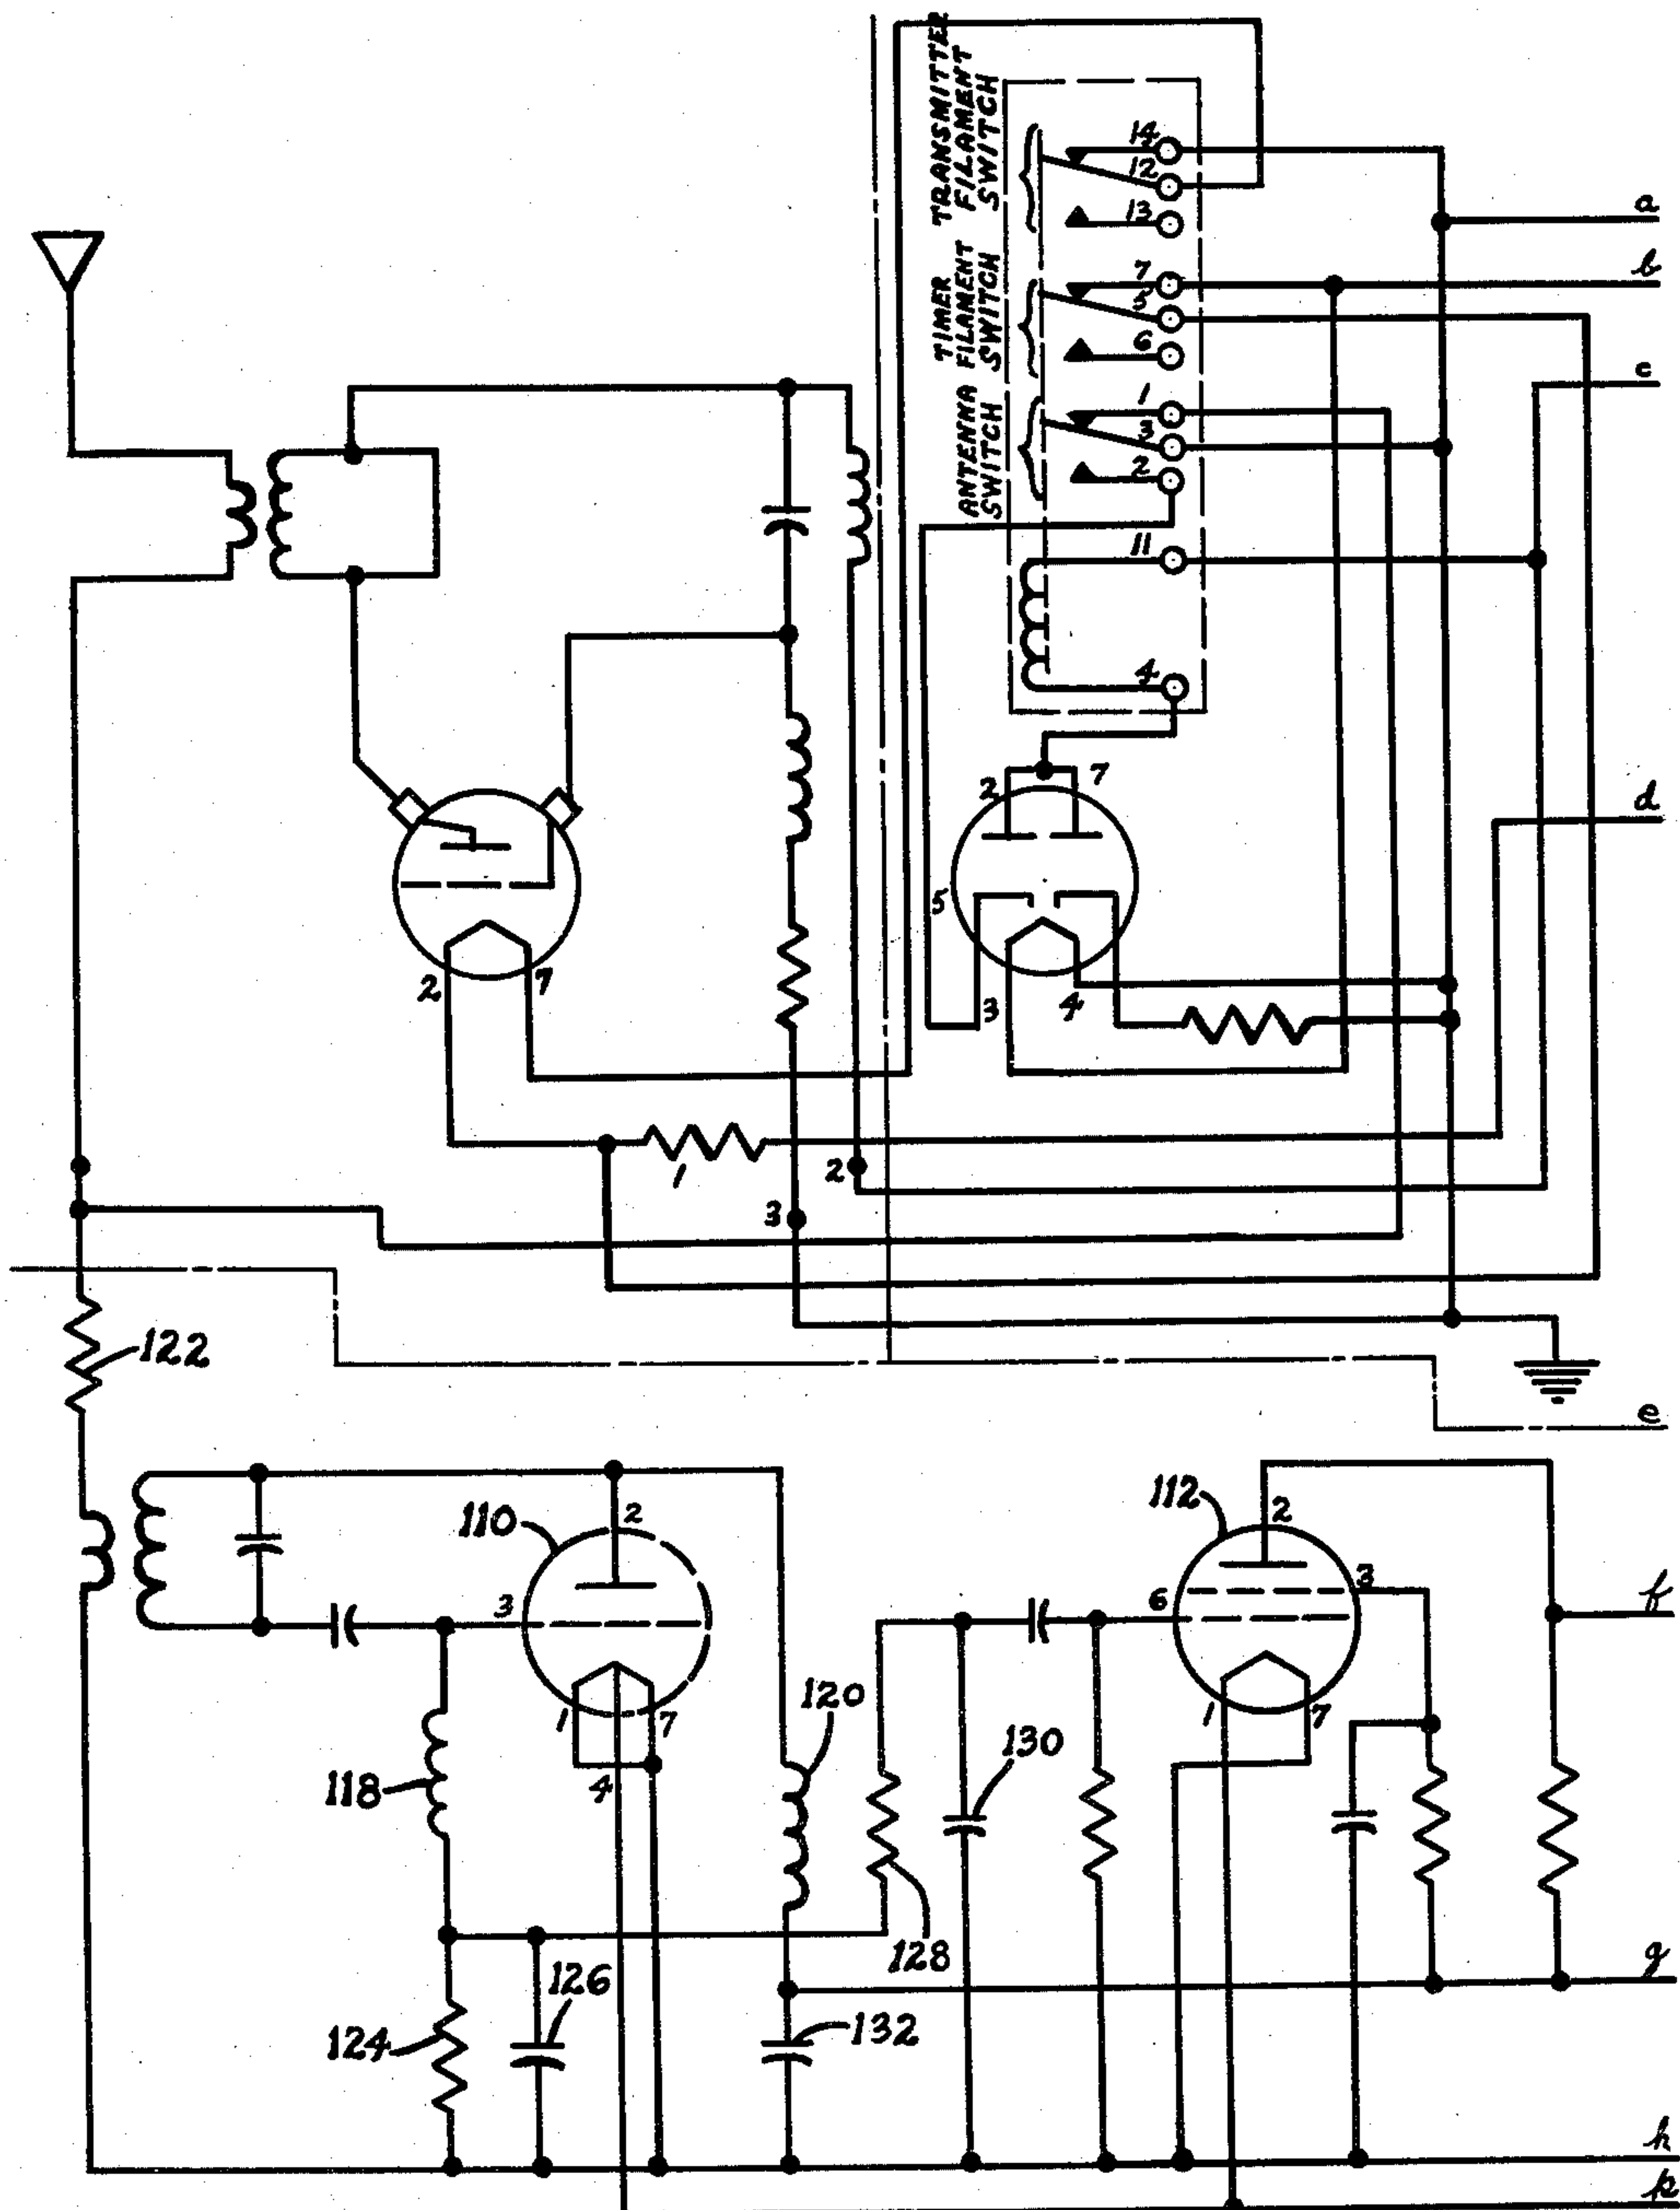 TRANSMITTER
FILAMENT
SWITCH
TIMER
FILAMENT
SWITCH
ANTENNA
SWITCH
14
12
13
7
5
6
1
3
2
11
4
a
b
c
2
7
d
5
3
4
2
7
1
2
3
122
e
110
2
3
1
7
4
112
2
3
6
1
7
f
118
120
130
128
g
124
126
132
h
p